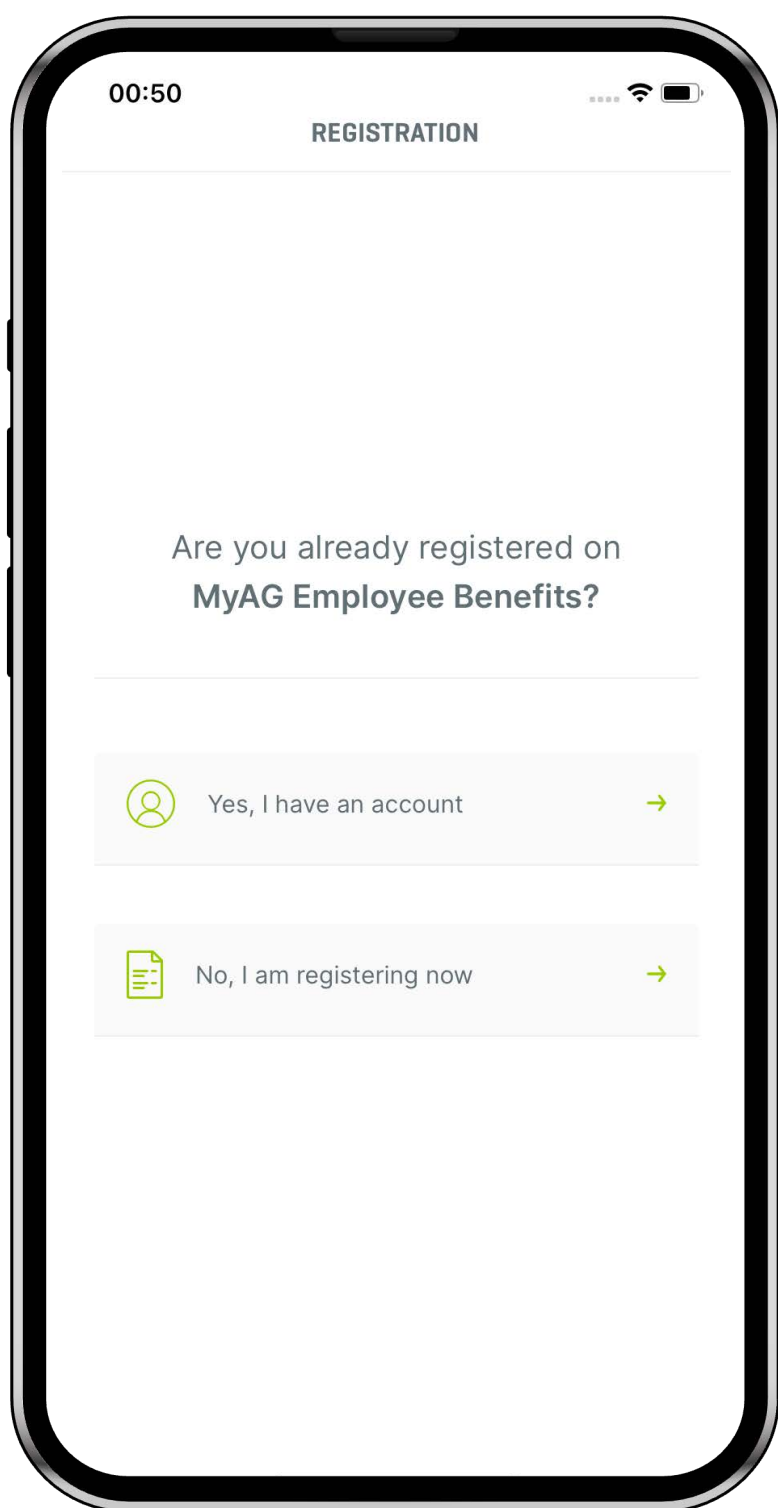 00:50
REGISTRATION
Are you already registered on
MyAG Employee Benefits?
Yes, I have an account
No, I am registering now